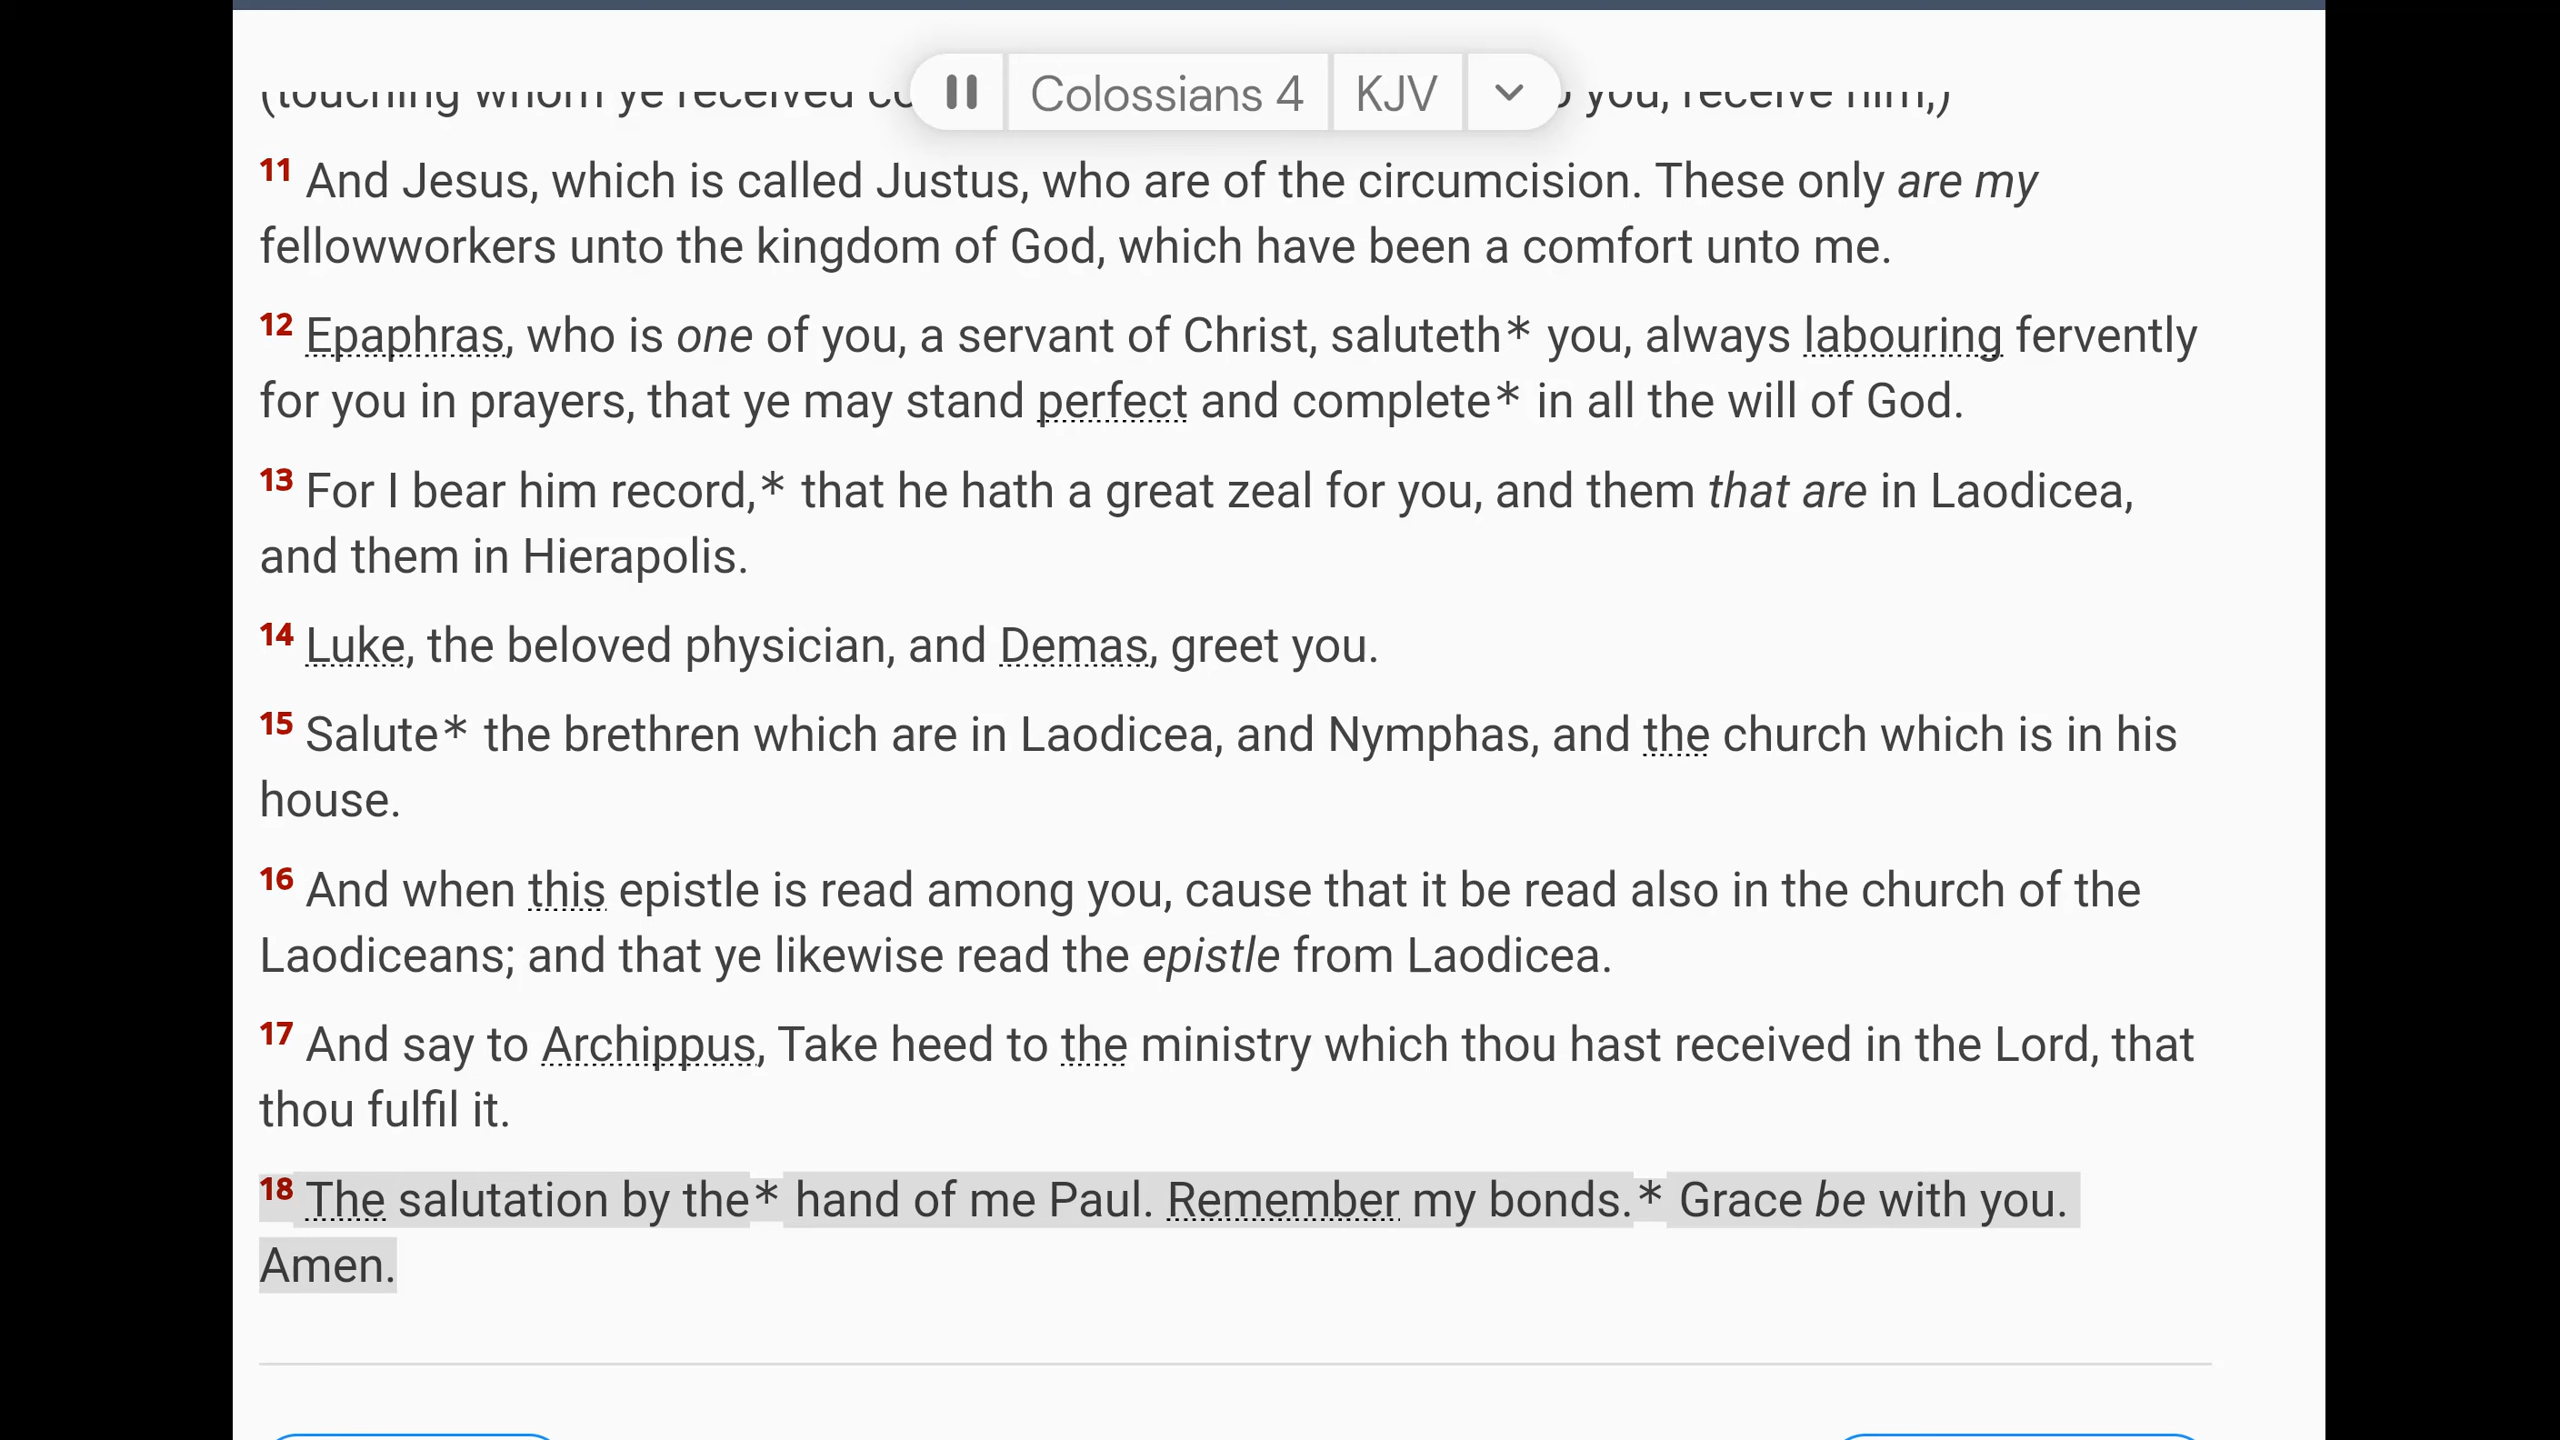 Colossians 4 KJV
(touching whom ye received you, receive him,)
11 And Jesus, which is called Justus, who are of the circumcision. These only are my
fellowworkers unto the kingdom of God, which have been a comfort unto me.
12 Epaphras, who is one of you, a servant of Christ, saluteth* you, always labouring fervently
for you in prayers, that ye may stand perfect and complete* in all the will of God.
13 For I bear him record,* that he hath a great zeal for you, and them that are in Laodicea,
and them in Hierapolis.
14 Luke, the beloved physician, and Demas, greet you.
15 Salute* the brethren which are in Laodicea, and Nymphas, and the church which is in his
house.
16 And when this epistle is read among you, cause that it be read also in the church of the
Laodiceans; and that ye likewise read the epistle from Laodicea.
17 And say to Archippus, Take heed to the ministry which thou hast received in the Lord, that
thou fulfil it.
18 The salutation by the* hand of me Paul. Remember my bonds.* Grace be with you.
Amen.